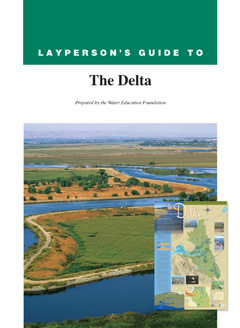 LAYPERSON'S GUIDE TO
The Delta
Prepared by the Water Education Foundation